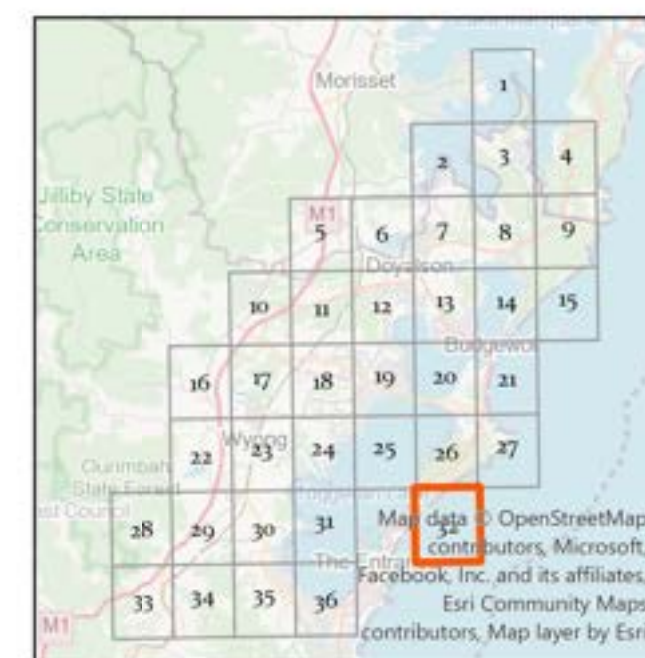 Morisset
1
2 3 4
Jilliby State
Conservation
Area
M1
5 6 7 8 9
Doyalson
10 11 12 13 14 15
Budgewoi
16 17 18 19 20 21
Wyong
22 23 24 25 26 27
Ourimbah
State Forest
ast Council
28 29 30 31 32
The Entran
Map data © OpenStreetMap
contributors, Microsoft,
Facebook, Inc. and its affiliates,
Esri Community Maps
contributors, Map layer by Esri
33 34 35 36
M1